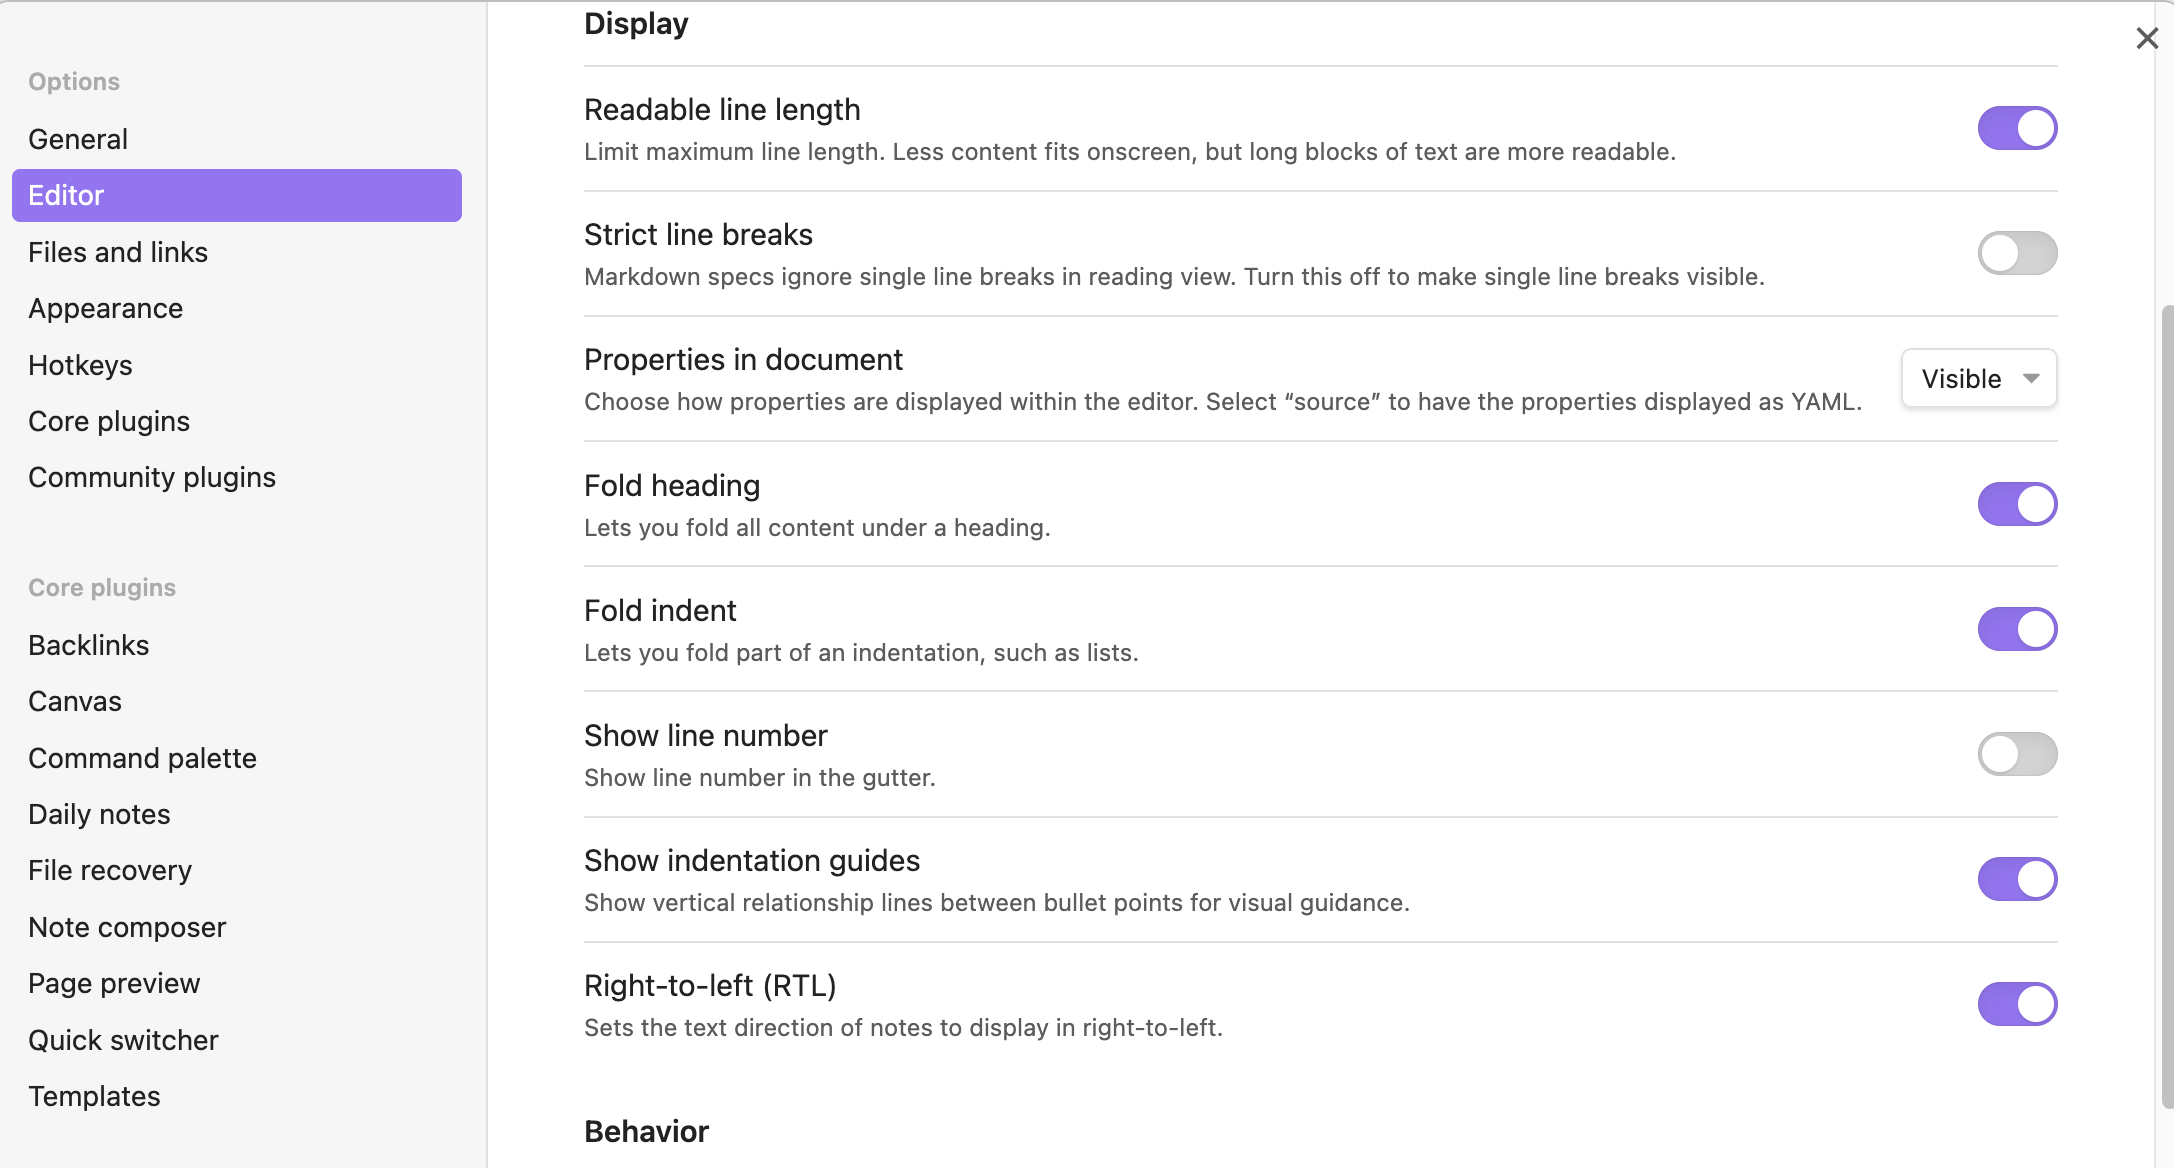 Options
General
Editor
Files and links
Appearance
Hotkeys
Core plugins
Community plugins
Core plugins
Backlinks
Canvas
Command palette
Daily notes
File recovery
Note composer
Page preview
Quick switcher
Templates
Display
Readable line length
Limit maximum line length. Less content fits onscreen, but long blocks of text are more readable.
Strict line breaks
Markdown specs ignore single line breaks in reading view. Turn this off to make single line breaks visible.
Properties in document
Choose how properties are displayed within the editor. Select “source” to have the properties displayed as YAML.
Visible
Fold heading
Lets you fold all content under a heading.
Fold indent
Lets you fold part of an indentation, such as lists.
Show line number
Show line number in the gutter.
Show indentation guides
Show vertical relationship lines between bullet points for visual guidance.
Right-to-left (RTL)
Sets the text direction of notes to display in right-to-left.
Behavior